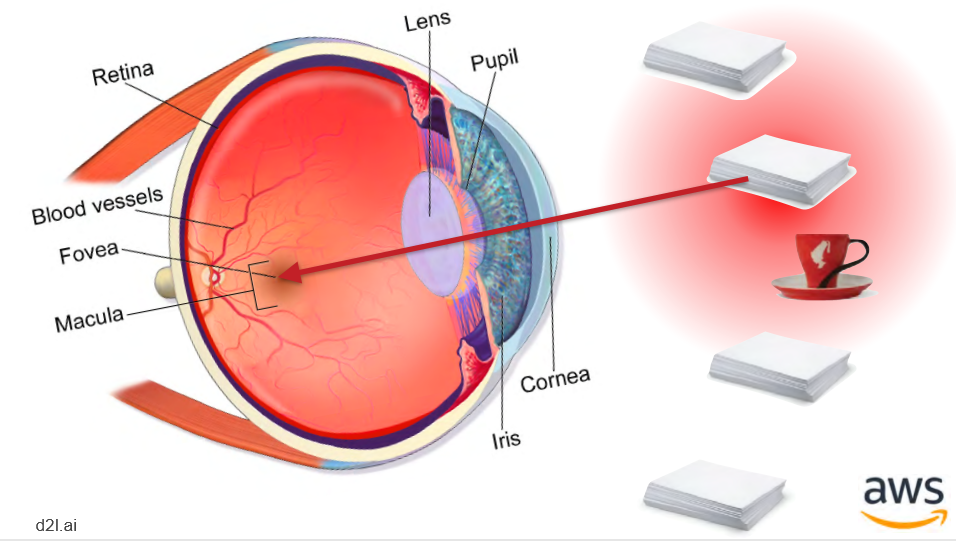 Lens
Pupil
Retina
Blood vessels
Fovea
Macula
Cornea
Iris
d2l.ai
aws